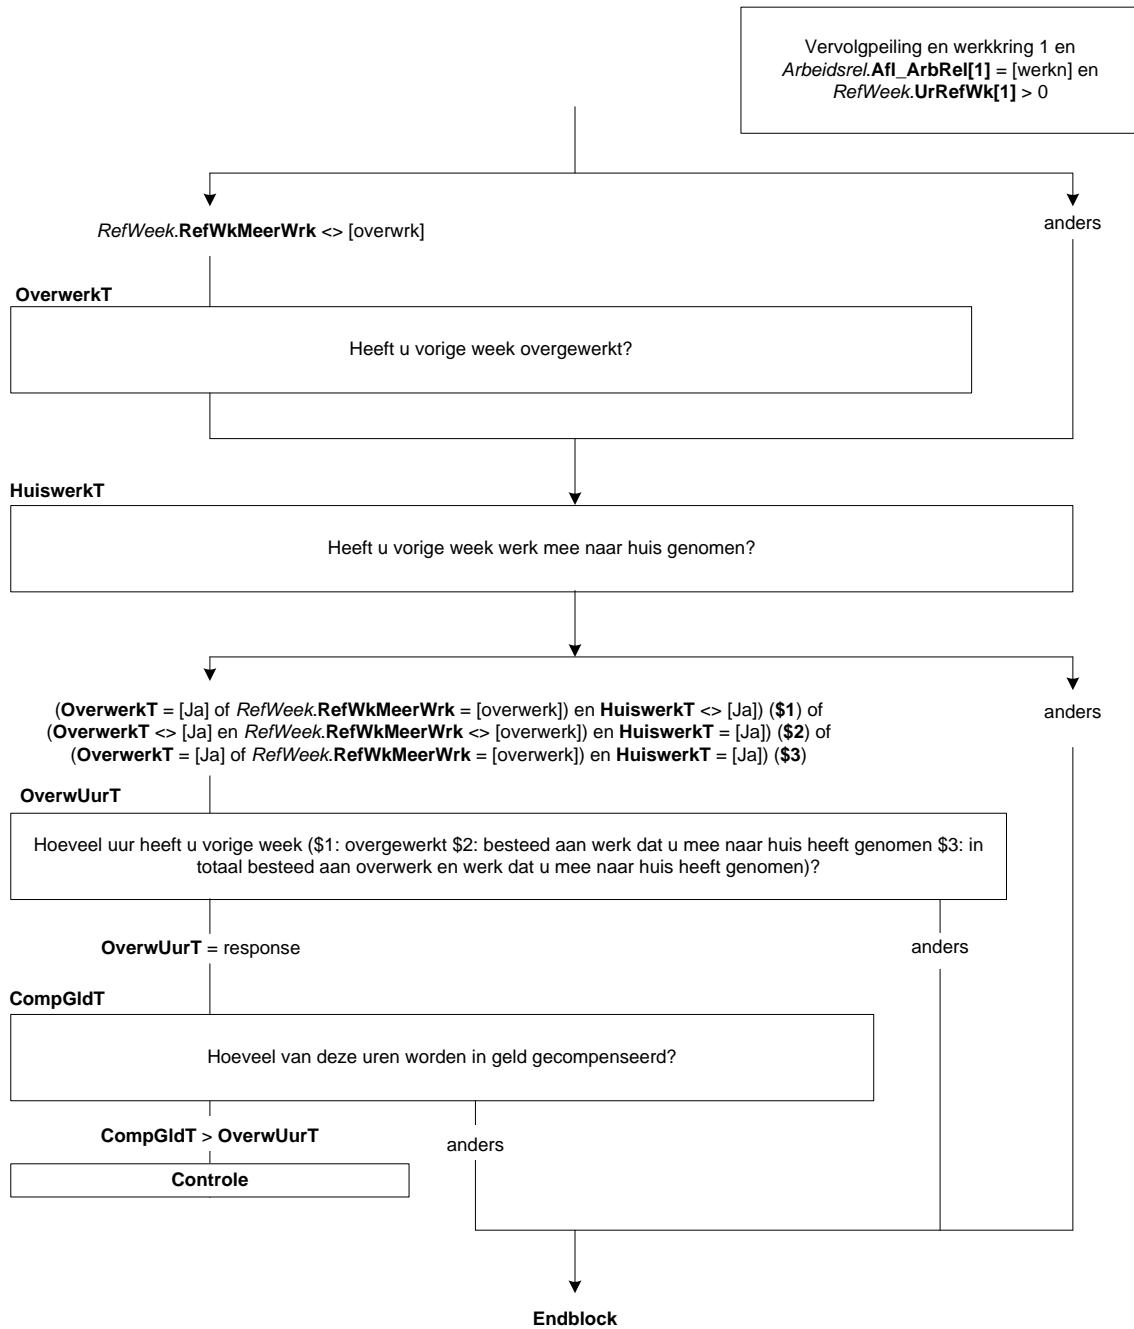 Vervolgpeiling en werkkring 1 en
Arbeidsrel.Afl_ArbRel[1] = [werkn] en
RefWeek.UrRefWk[1] > 0
RefWeek.RefWkMeerWrk <> [overwrk]
anders
OverwerkT
Heeft u vorige week overgewerkt?
HuiswerkT
Heeft u vorige week werk mee naar huis genomen?
(OverwerkT = [Ja] of RefWeek.RefWkMeerWrk = [overwerk]) en HuiswerkT <> [Ja]) ($1) of
(OverwerkT <> [Ja] en RefWeek.RefWkMeerWrk <> [overwerk]) en HuiswerkT = [Ja]) ($2) of
(OverwerkT = [Ja] of RefWeek.RefWkMeerWrk = [overwerk]) en HuiswerkT = [Ja]) ($3)
anders
OverwUurT
Hoeveel uur heeft u vorige week ($1: overgewerkt $2: besteed aan werk dat u mee naar huis heeft genomen $3: in
totaal besteed aan overwerk en werk dat u mee naar huis heeft genomen)?
OverwUurT = response
anders
CompGldT
Hoeveel van deze uren worden in geld gecompenseerd?
CompGldT > OverwUurT
anders
Controle
Endblock